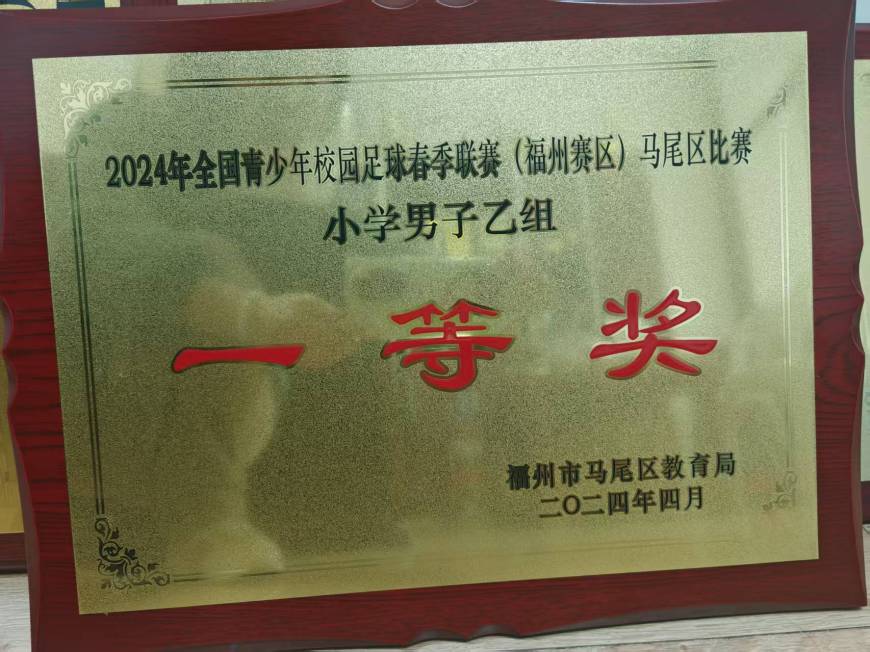 2024年全国青少年校园足球春季联赛（福州赛区）马尾区比赛
小学男子乙组
一等奖
福州市马尾区教育局
二〇二四年四月